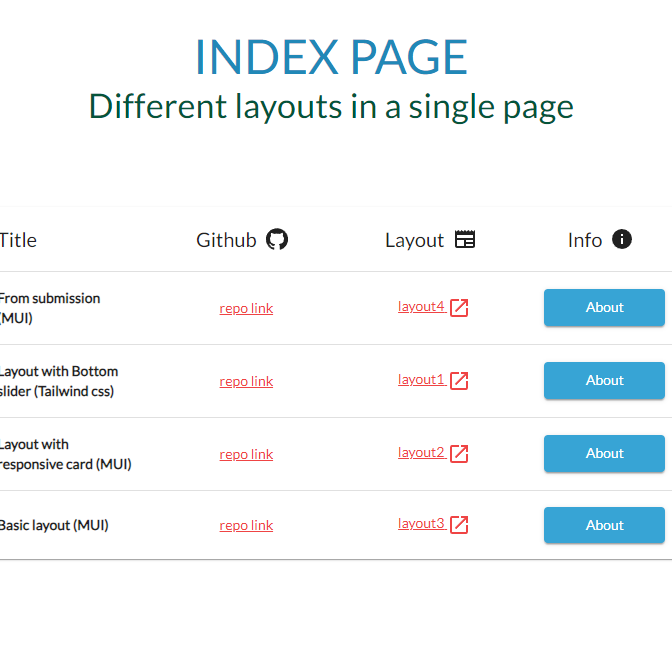 INDEX PAGE
Different layouts in a single page
Title Github Layout Info
From submission
(MUI)
repo link layout4 About
Layout with Bottom
slider (Tailwind css)
repo link layout1 About
Layout with
responsive card (MUI)
repo link layout2 About
Basic layout (MUI) repo link layout3 About